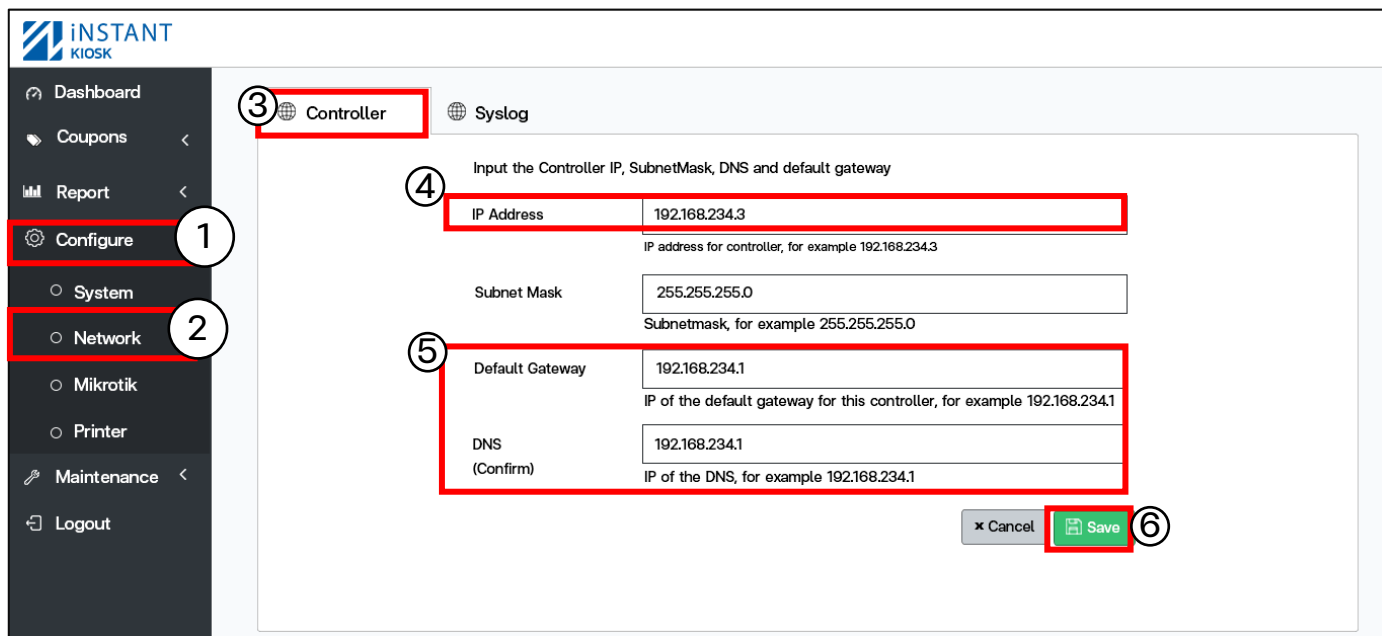 iNSTANT
KIOSK
Dashboard
Coupons
Report
Configure
1
System
Network
2
Mikrotik
Printer
Maintenance
Logout
3
Controller
Syslog
Input the Controller IP, SubnetMask, DNS and default gateway
4
IP Address 192.168.234.3
IP address for controller, for example 192.168.234.3
Subnet Mask 255.255.255.0
Subnetmask, for example 255.255.255.0
5
Default Gateway 192.168.234.1
IP of the default gateway for this controller, for example 192.168.234.1
DNS 192.168.234.1
(Confirm)
IP of the DNS, for example 192.168.234.1
× Cancel
Save
6